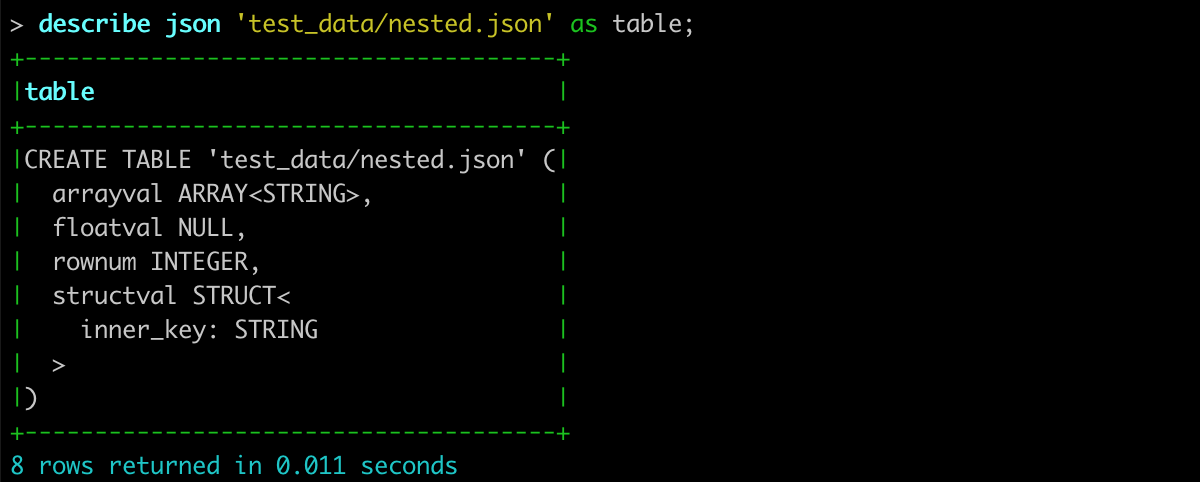 > describe json 'test_data/nested.json' as table;
+--------------------------------------+
|table                                 |
+--------------------------------------+
|CREATE TABLE 'test_data/nested.json' (|
|  arrayval ARRAY<STRING>,             |
|  floatval NULL,                      |
|  rownum INTEGER,                     |
|  structval STRUCT<                   |
|    inner_key: STRING                 |
|  >                                   |
|)                                     |
+--------------------------------------+
8 rows returned in 0.011 seconds